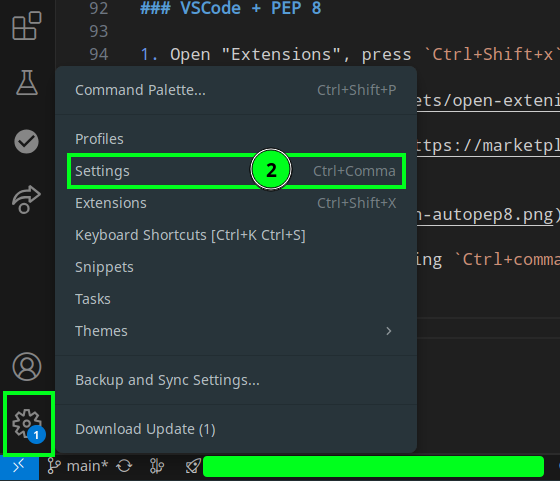 92 ### VSCode + PEP 8
93
94 1. Open "Extensions", press `Ctrl+Shift+x`
Command Palette... Ctrl+Shift+P
ets/open-exteni
Profiles
ttps://marketpl
Settings 2 Ctrl+Comma
Extensions Ctrl+Shift+X
n-autopep8.png)
Keyboard Shortcuts [Ctrl+K Ctrl+S]
ing `Ctrl+comma
Snippets
Tasks
Themes
Backup and Sync Settings...
Download Update (1)
1
main*